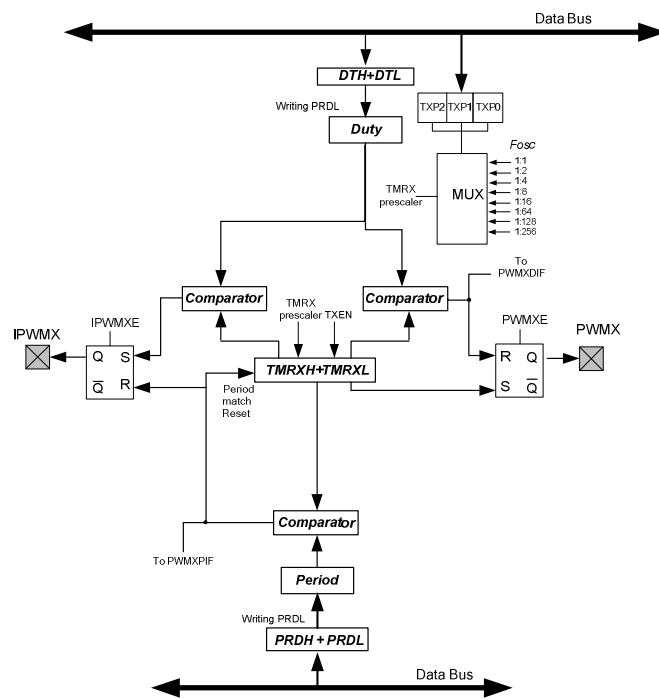 Data Bus
DTH+DTL
TXP2 TXP1 TXP0
Writing PRDL
Duty
Fosc
MUX
1:1
1:2
1:4
1:8
1:16
1:64
1:128
1:256
TMRX
prescaler
To
PWMXDIF
Comparator
Comparator
IPWMX
IPWMXE
TMRX
prescaler TXEN
PWMXE
PWMX
Q S
Q R
TMRXH+TMRXL
R Q
S Q
Period
match
Reset
Comparator
To PWMXPIF
Period
Writing PRDL
PRDH + PRDL
Data Bus